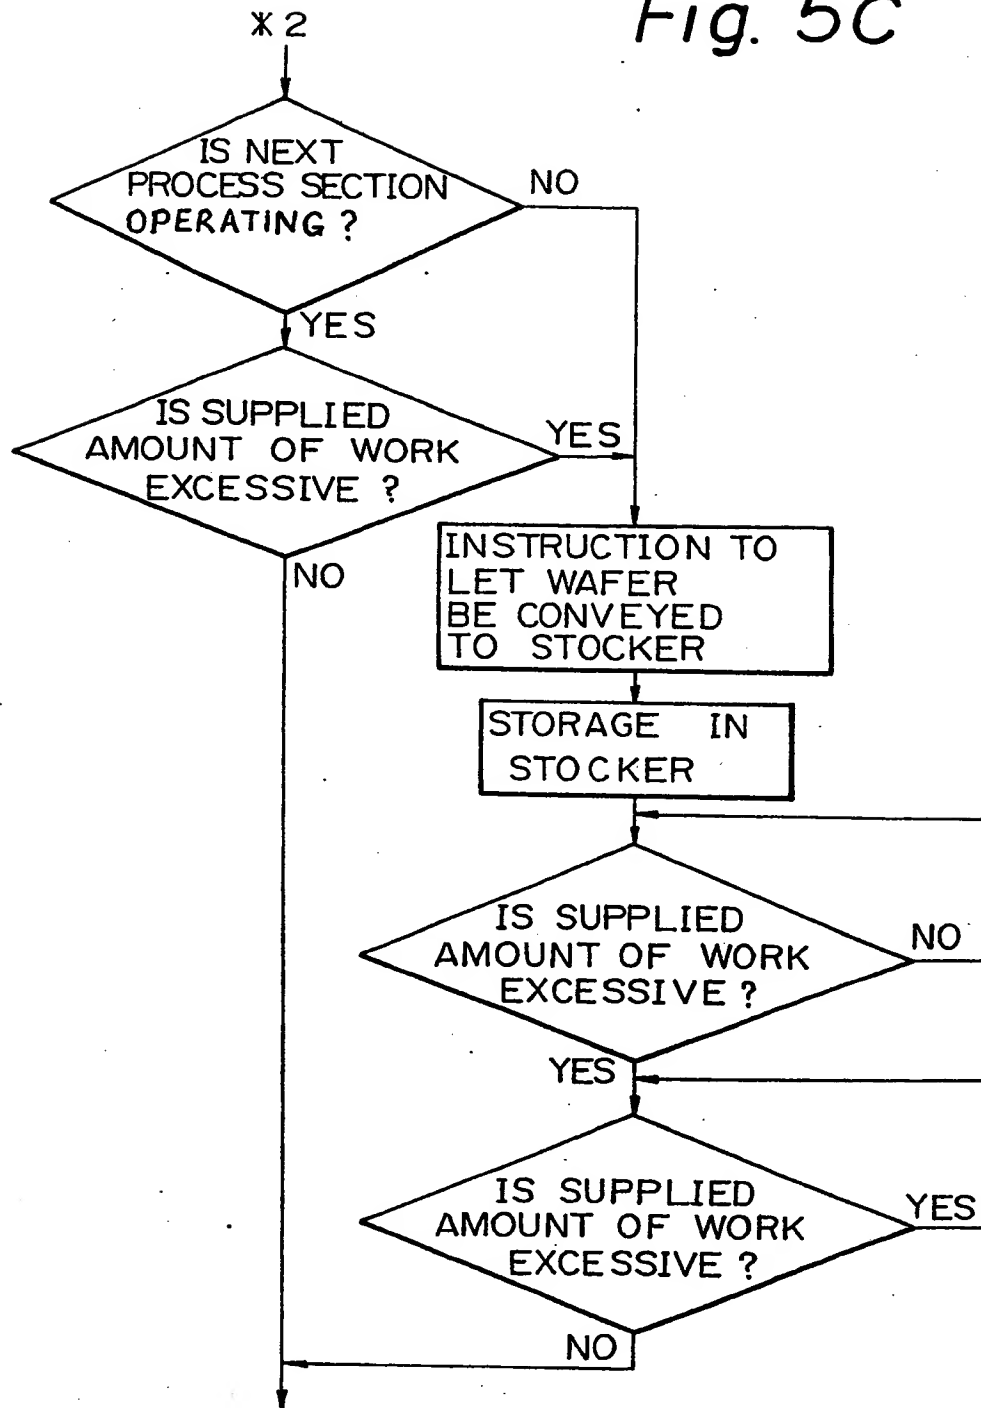 Fig. 5C
※2
IS NEXT
PROCESS SECTION
OPERATING ?
NO
YES
IS SUPPLIED
AMOUNT OF WORK
EXCESSIVE ?
YES
NO
INSTRUCTION TO
LET WAFER
BE CONVEYED
TO STOCKER
STORAGE IN
STOCKER
IS SUPPLIED
AMOUNT OF WORK
EXCESSIVE ?
NO
YES
IS SUPPLIED
AMOUNT OF WORK
EXCESSIVE ?
YES
NO